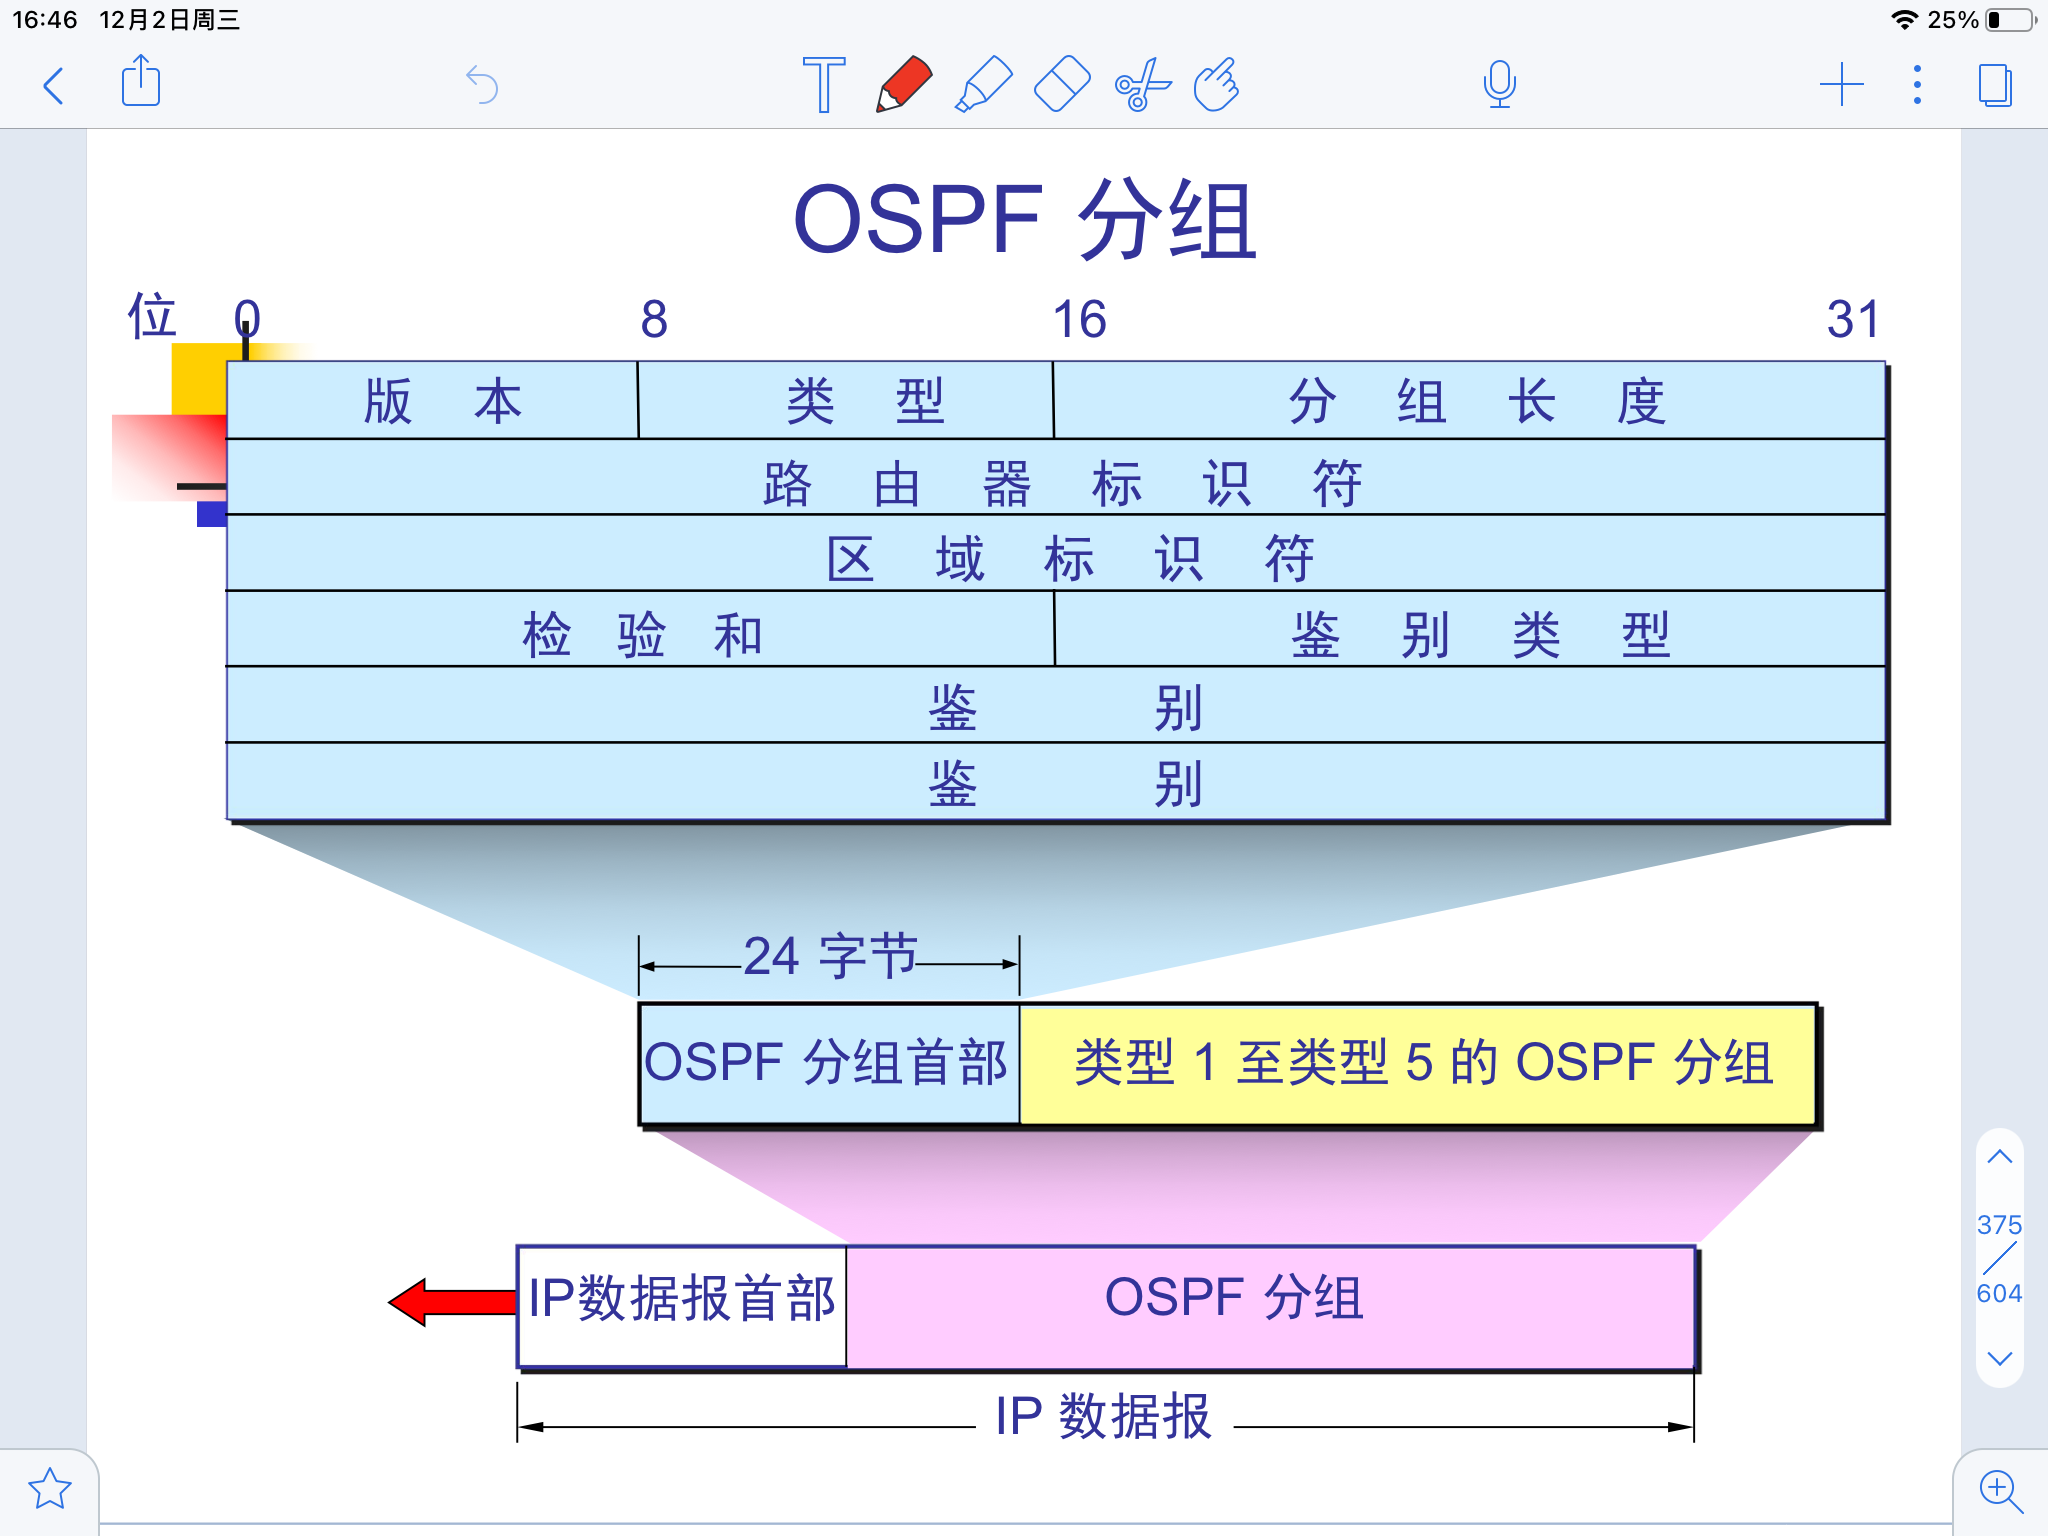 16:46 12月2日周三 25%
OSPF 分组
位 0 8 16 31
版本 类型 分组长度
路由器标识符
区域标识符
检验和 鉴别类型
鉴别
鉴别
24 字节
OSPF 分组首部 类型 1 至类型 5 的 OSPF 分组
IP数据报首部 OSPF 分组
IP 数据报
375
604